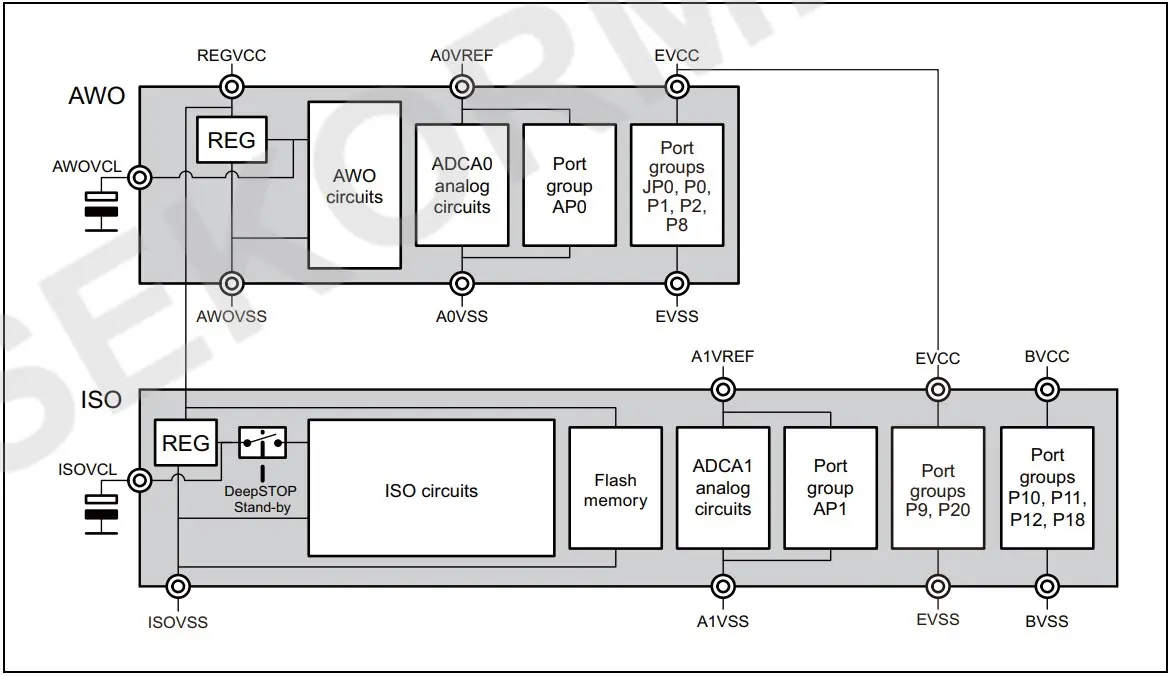 REGVCC
A0VREF
EVCC
AWO
REG
AWOVCL
AWO
circuits
ADCA0
analog
circuits
Port
group
AP0
Port
groups
JP0, P0,
P1, P2,
P8
AWOVSS
A0VSS
EVSS
A1VREF
EVCC
BVCC
ISO
REG
ISOVCL
DeepSTOP
Stand-by
ISO circuits
Flash
memory
ADCA1
analog
circuits
Port
group
AP1
Port
groups
P9, P20
Port
groups
P10, P11,
P12, P18
ISOVSS
A1VSS
EVSS
BVSS
SEKORM